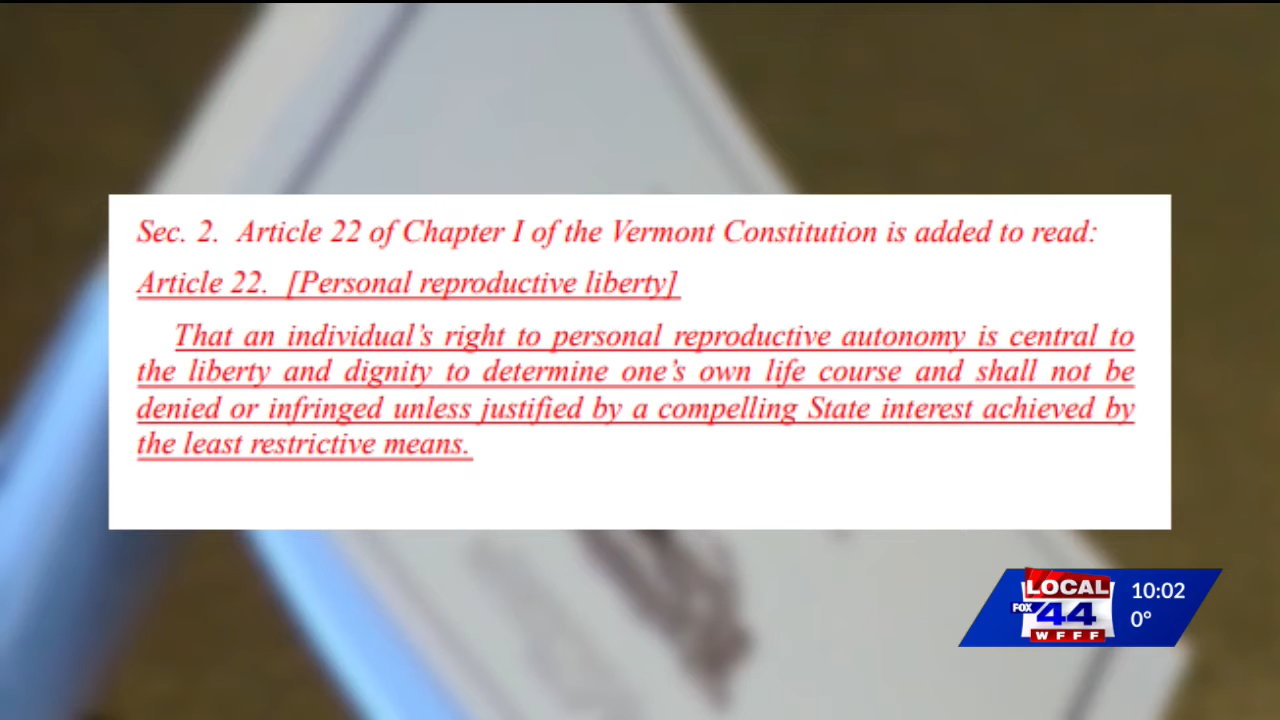 Sec. 2.  Article 22 of Chapter I of the Vermont Constitution is added to read:
Article 22.  [Personal reproductive liberty]
That an individual’s right to personal reproductive autonomy is central to
the liberty and dignity to determine one’s own life course and shall not be
denied or infringed unless justified by a compelling State interest achieved by
the least restrictive means.
LOCAL
FOX 44
WFFF
10:02
0°